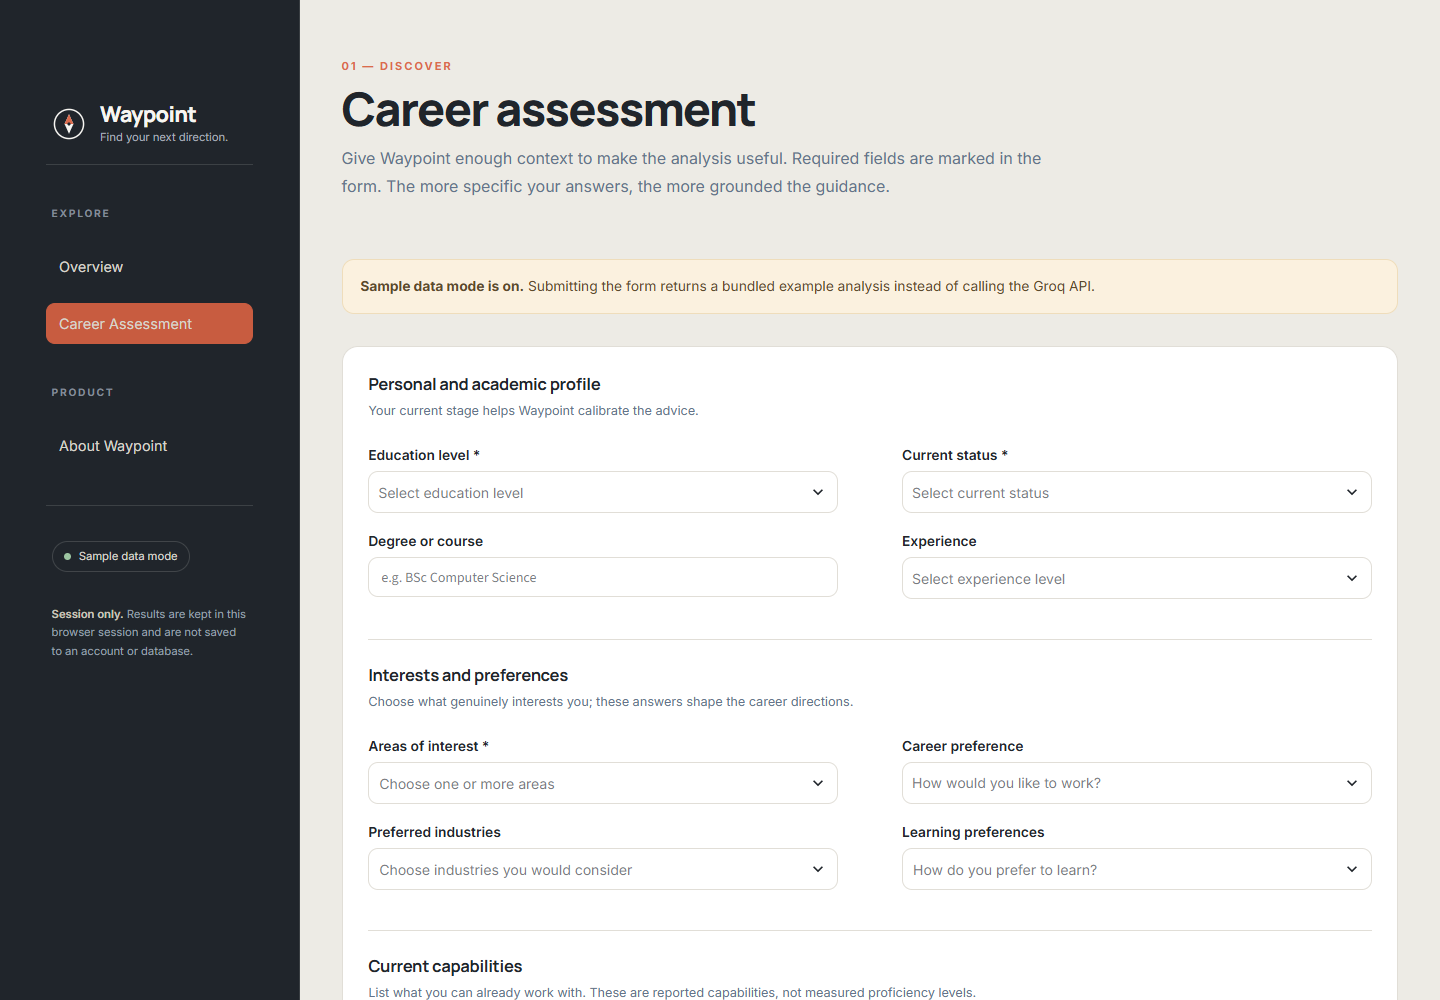 Waypoint
Find your next direction.
EXPLORE
Overview
Career Assessment
PRODUCT
About Waypoint
Sample data mode
Session only. Results are kept in this
browser session and are not saved
to an account or database.
01 — DISCOVER
Career assessment
Give Waypoint enough context to make the analysis useful. Required fields are marked in the
form. The more specific your answers, the more grounded the guidance.
Sample data mode is on. Submitting the form returns a bundled example analysis instead of calling the Groq API.
Personal and academic profile
Your current stage helps Waypoint calibrate the advice.
Education level *
Select education level
Current status *
Select current status
Degree or course
e.g. BSc Computer Science
Experience
Select experience level
Interests and preferences
Choose what genuinely interests you; these answers shape the career directions.
Areas of interest *
Choose one or more areas
Career preference
How would you like to work?
Preferred industries
Choose industries you would consider
Learning preferences
How do you prefer to learn?
Current capabilities
List what you can already work with. These are reported capabilities, not measured proficiency levels.